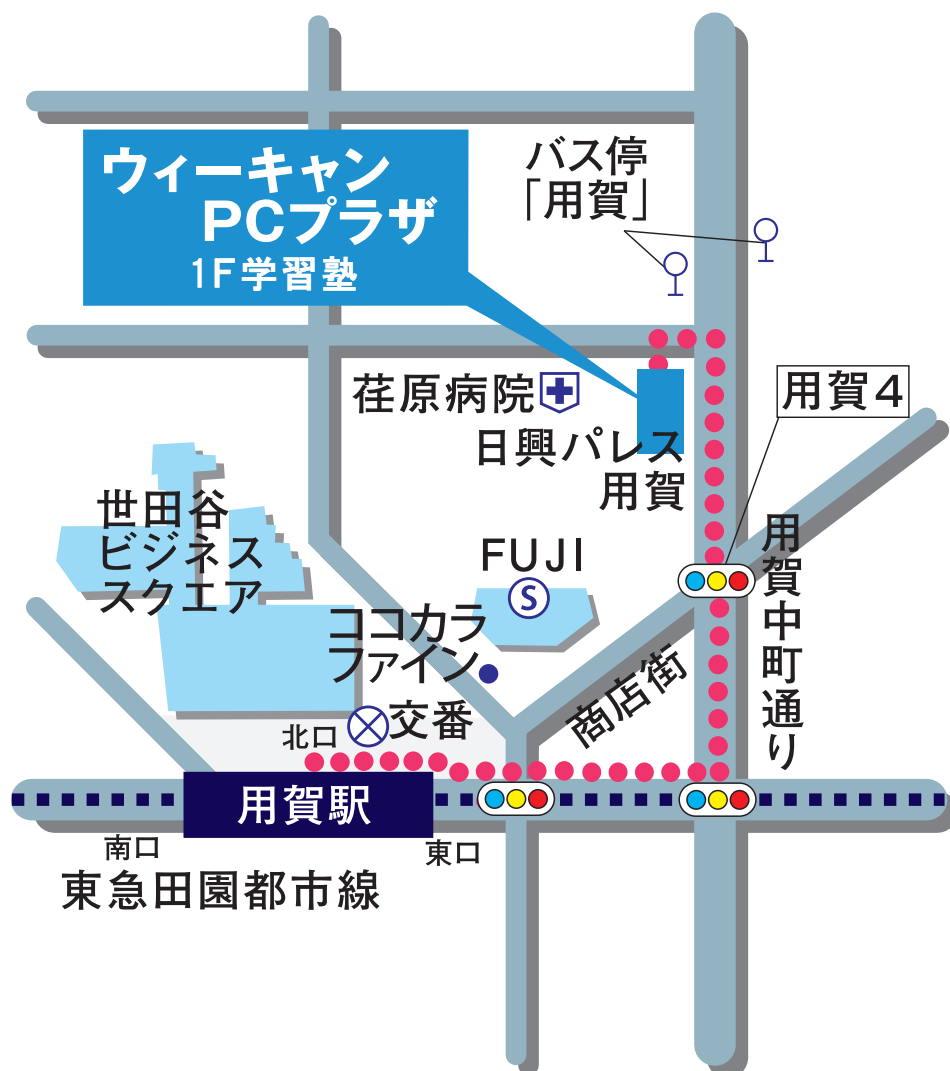 ウィーキャン
PCプラザ
1F学習塾
バス停
「用賀」
荏原病院
日興パレス
用賀
用賀4
世田谷
ビジネス
スクエア
FUJI
S
ココカラ
ファイン
商店街
用賀中町通り
北口
交番
用賀駅
南口
東口
東急田園都市線